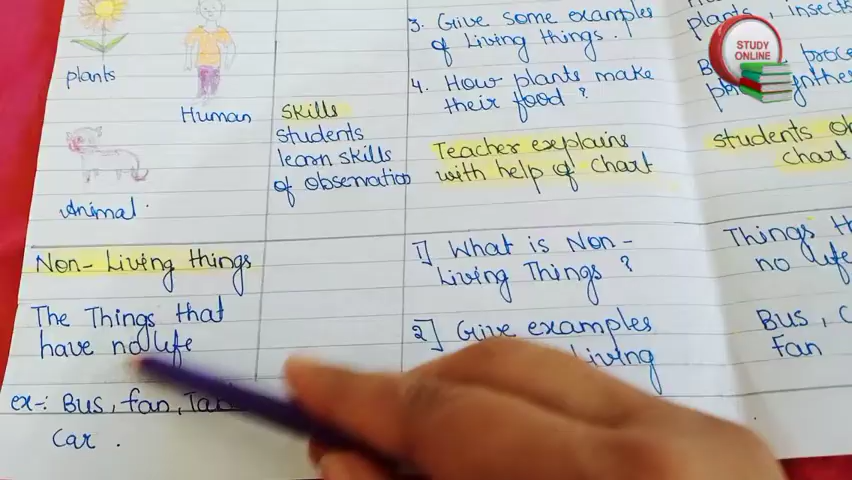 plants
Human
Animal.
Skills
students
learn skills
of observation
3. Give some examples
of Living things.
4. How plants make
their food?
Teacher explains
with help of chart
plants, insects
students
chart
STUDY
ONLINE
Non-Living things
The Things that
have no life
ex-: Bus, fan,
Car.
1] What is Non-
Living Things?
2] Give examples
Living
Things
no life
Bus,
Fan